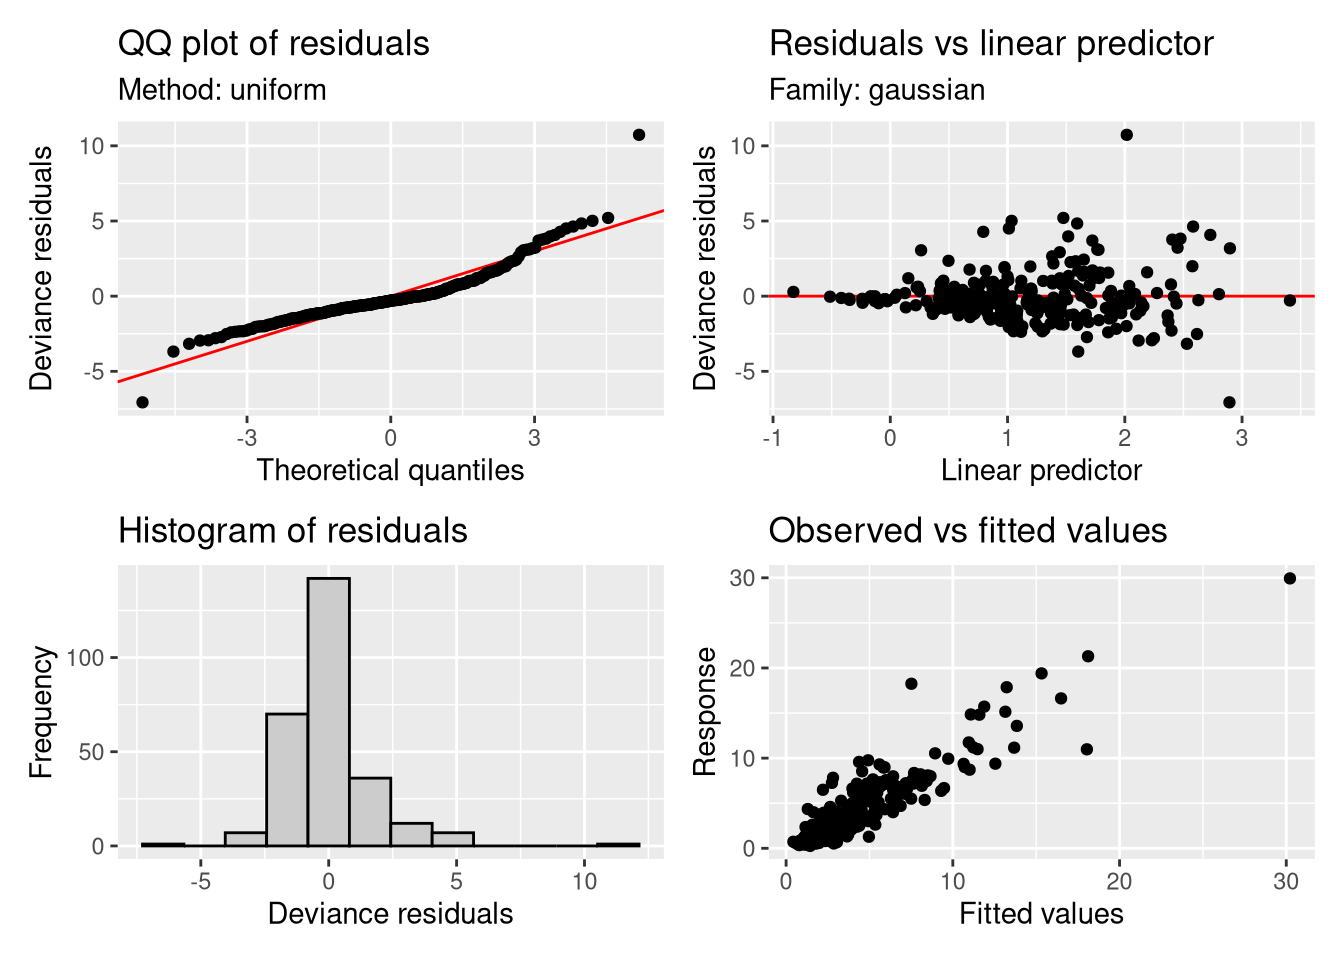 QQ plot of residuals
Method: uniform
Deviance residuals
10
5
0
-5
-3
0
3
Theoretical quantiles
Residuals vs linear predictor
Family: gaussian
Deviance residuals
10
5
0
-5
-1
0
1
2
3
Linear predictor
Histogram of residuals
Frequency
100
50
0
-5
0
5
10
Deviance residuals
Observed vs fitted values
Response
30
20
10
0
0
10
20
30
Fitted values